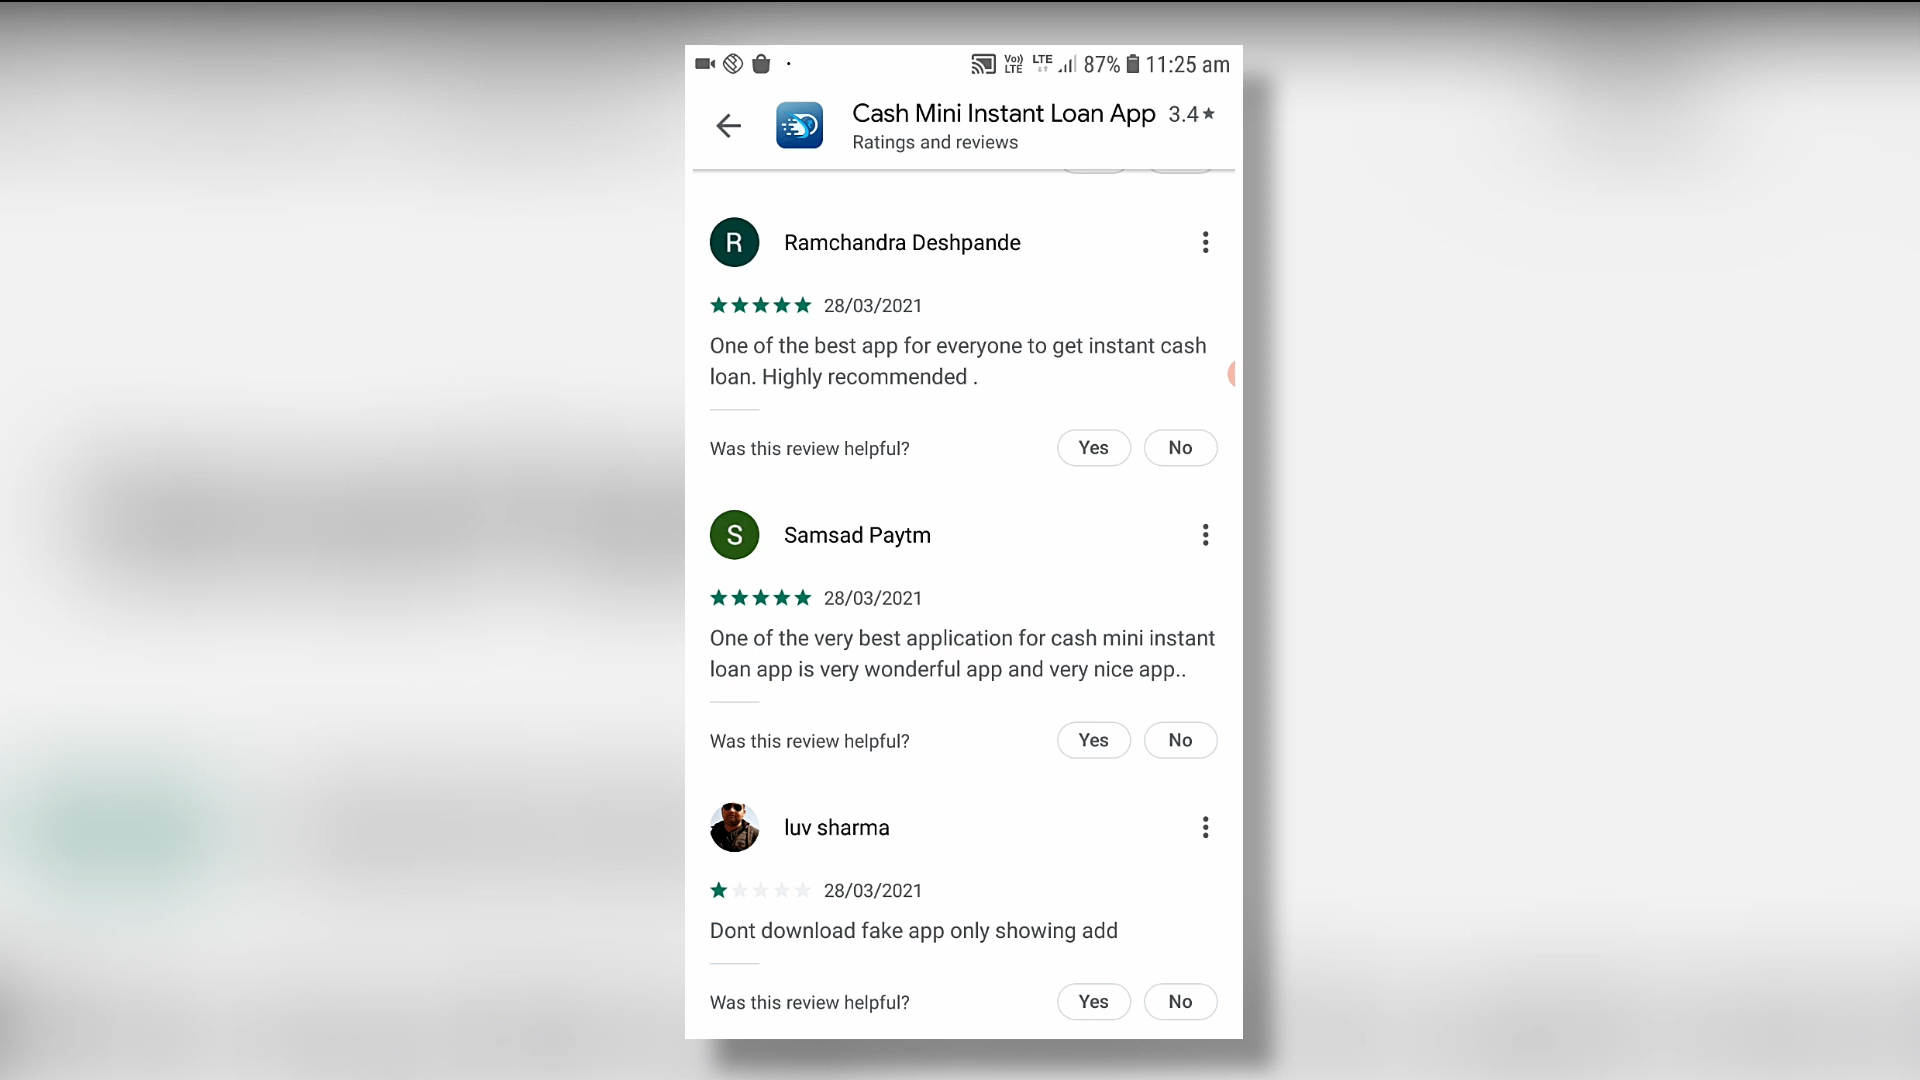 Vo)) LTE LTE 87% 11:25 am
Cash Mini Instant Loan App 3.4★
Ratings and reviews
R Ramchandra Deshpande
28/03/2021
One of the best app for everyone to get instant cash
loan. Highly recommended .
Was this review helpful? Yes No
S Samsad Paytm
28/03/2021
One of the very best application for cash mini instant
loan app is very wonderful app and very nice app..
Was this review helpful? Yes No
luv sharma
28/03/2021
Dont download fake app only showing add
Was this review helpful? Yes No